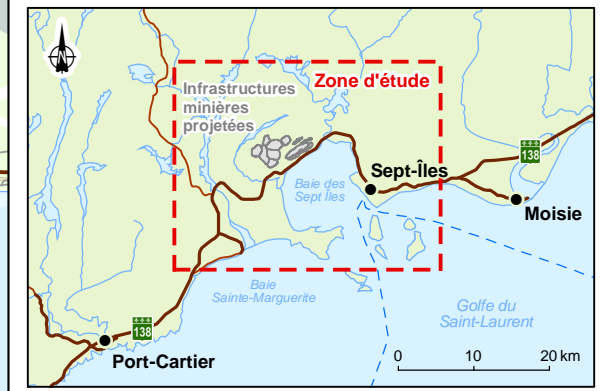 Zone d'étude
Infrastructures
minières
projetées
138
Sept-Îles
Baie des
Sept Îles
Moisie
Baie
Sainte-Marguerite
Golfe du
Saint-Laurent
138
Port-Cartier
0 10 20 km